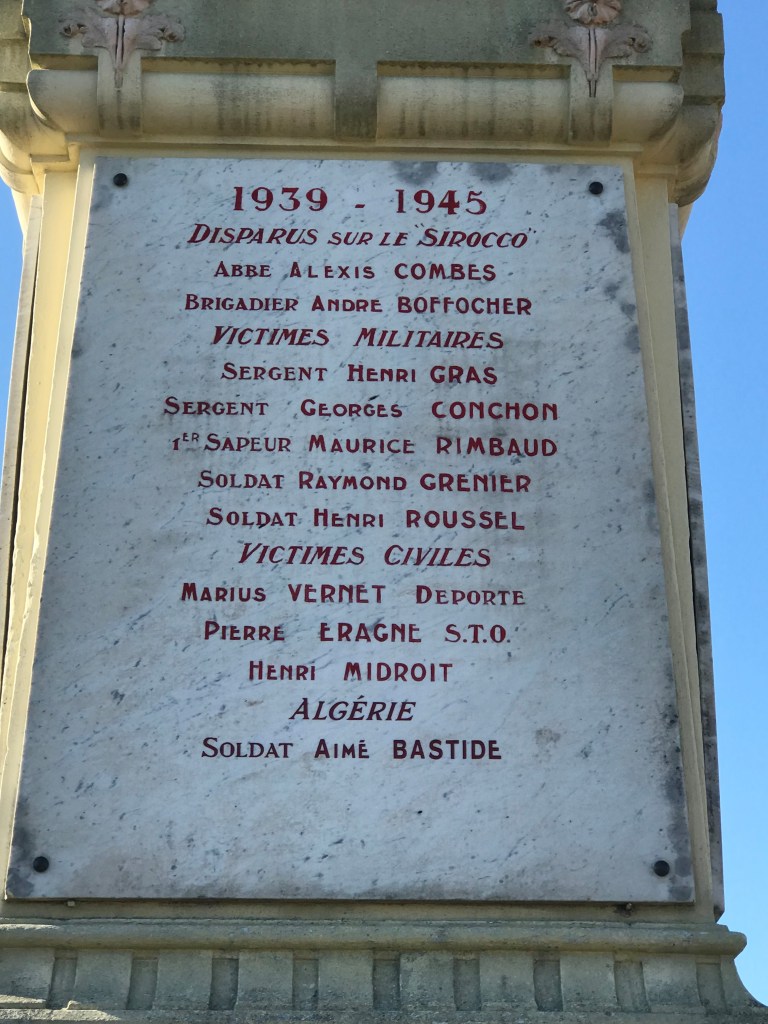 1939 - 1945
DISPARUS SUR LE "SIROCCO"
ABBE ALEXIS COMBES
BRIGADIER ANDRE BOFFOCHER
VICTIMES MILITAIRES
SERGENT HENRI GRAS
SERGENT GEORGES CONCHON
1ER SAPEUR MAURICE RIMBAUD
SOLDAT RAYMOND GRENIER
SOLDAT HENRI ROUSSEL
VICTIMES CIVILES
MARIUS VERNET DEPORTE
PIERRE ERAGNE S.T.O.
HENRI MIDROIT
ALGÉRIE
SOLDAT AIMÉ BASTIDE